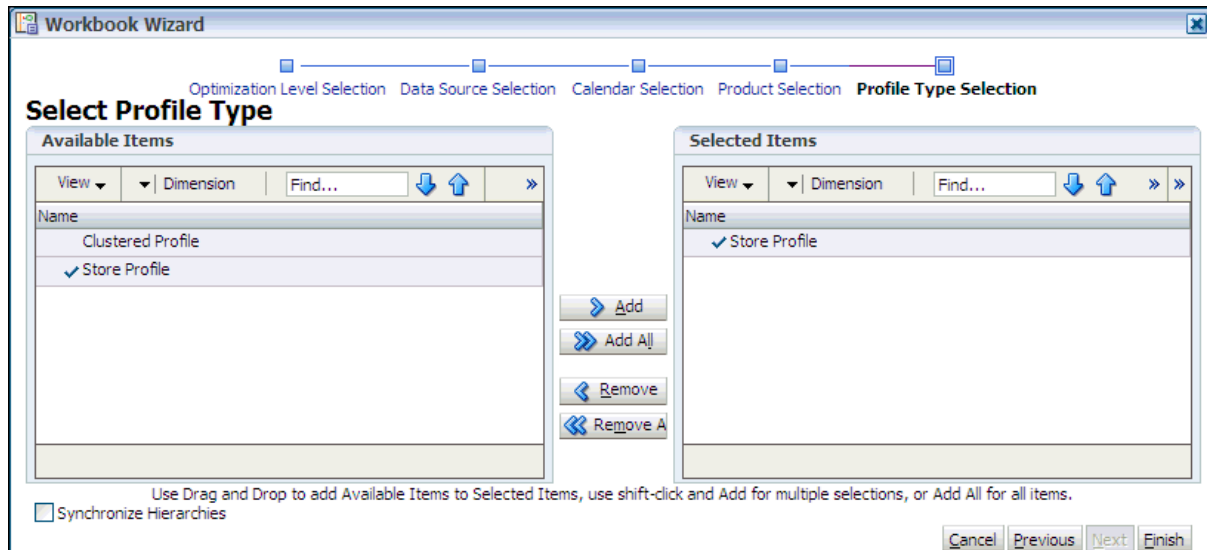 Workbook Wizard
Optimization Level Selection Data Source Selection Calendar Selection Product Selection Profile Type Selection
Select Profile Type
Available Items
View Dimension Find... »
Name
Clustered Profile
Store Profile
Add
Add All
Remove
Remove A
Selected Items
View Dimension Find... » »
Name
Store Profile
Use Drag and Drop to add Available Items to Selected Items, use shift-click and Add for multiple selections, or Add All for all items.
Synchronize Hierarchies
Cancel Previous Next Finish